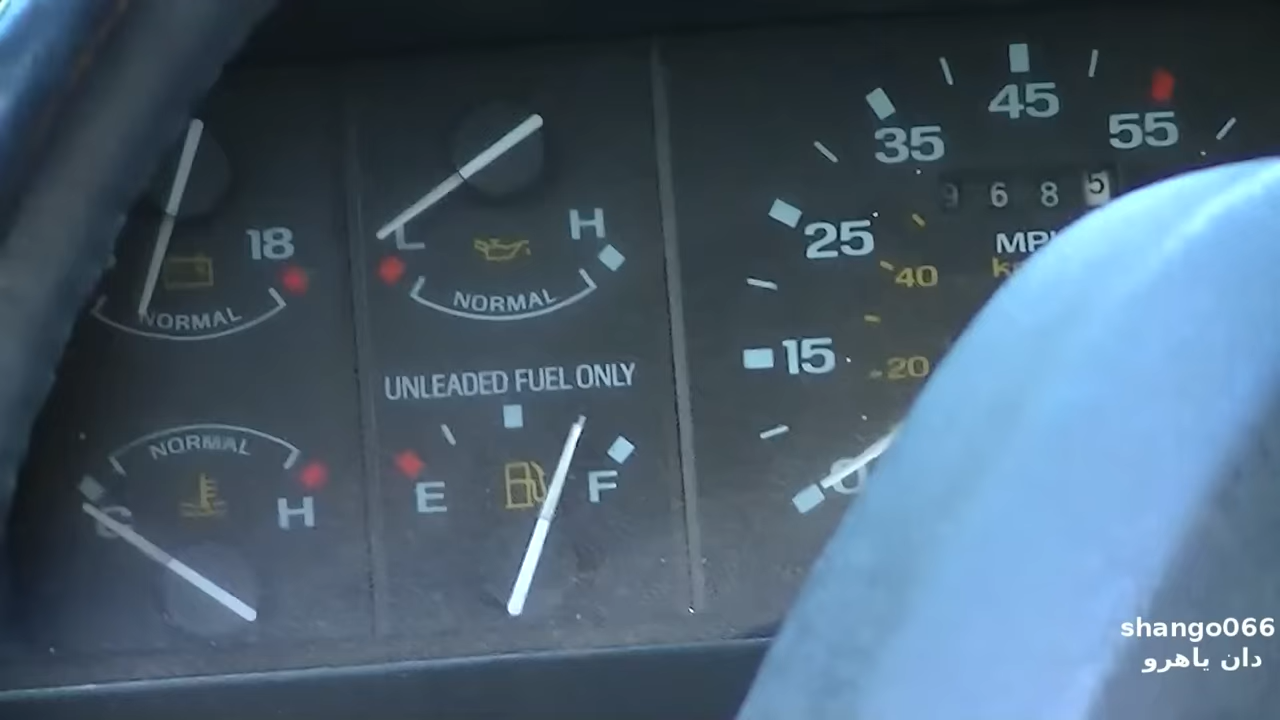 18
NORMAL
L
H
NORMAL
UNLEADED FUEL ONLY
NORMAL
C
H
E
F
35
45
55
9 6 8 5
25
MPH
40
15
20
0
shango066
دان ياهرو